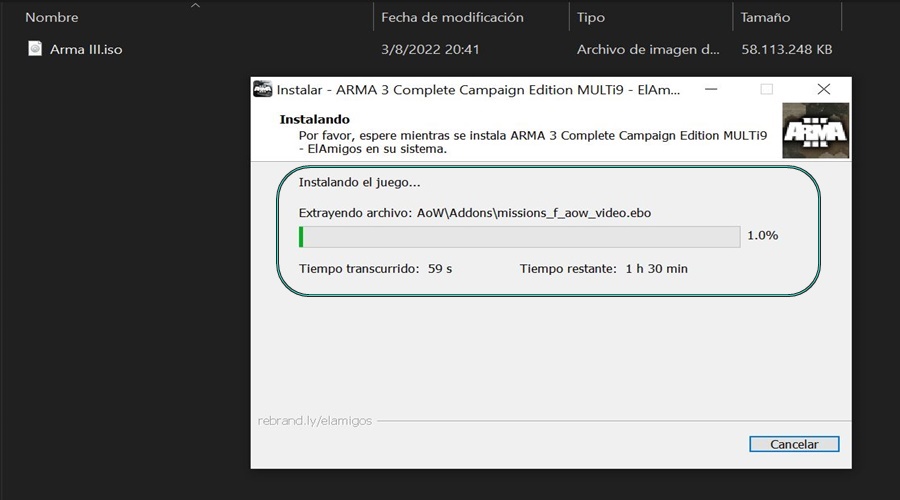 Nombre Fecha de modificación Tipo Tamaño
Arma III.iso 3/8/2022 20:41 Archivo de imagen d... 58.113.248 KB
Instalar - ARMA 3 Complete Campaign Edition MULTi9 - ElAm...
Instalando
Por favor, espere mientras se instala ARMA 3 Complete Campaign Edition MULTi9
- ElAmigos en su sistema.
ARMA
III
Instalando el juego...
Extrayendo archivo: AoW\Addons\missions_f_aow_video.ebo
1.0%
Tiempo transcurrido: 59 s Tiempo restante: 1 h 30 min
rebrand.ly/elamigos
Cancelar